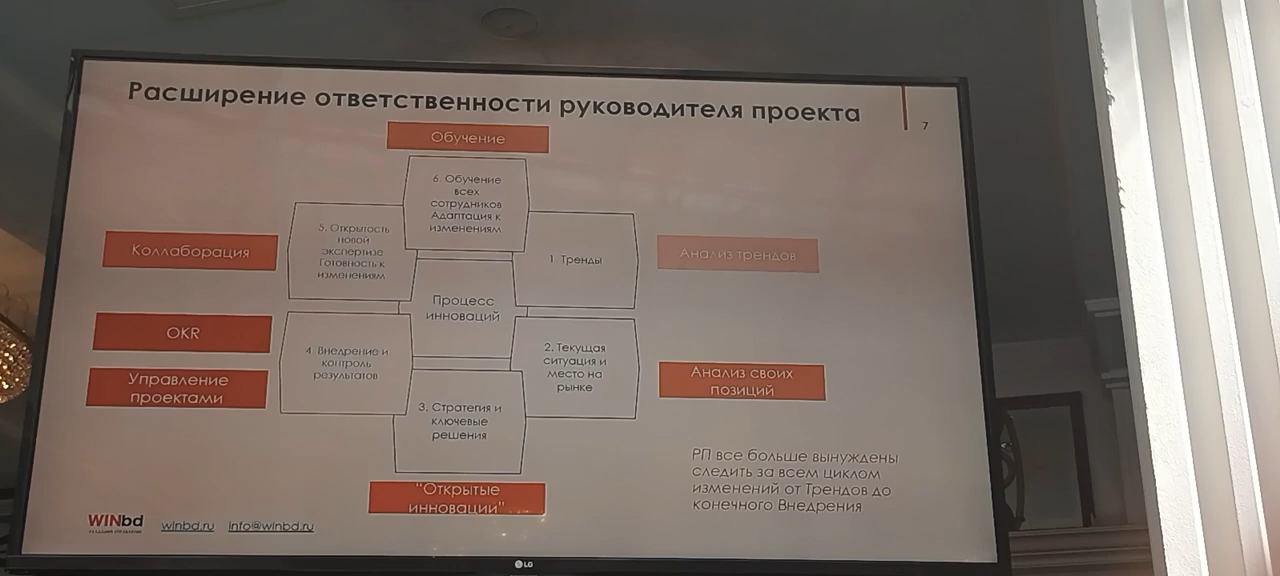 Расширение ответственности руководителя проекта
7
Обучение
6. Обучение
всех
сотрудников
Адаптация к
изменениям
5. Открытость
новой
экспертизе
Готовность к
изменениям
Коллаборация
1. Тренды
Анализ трендов
Процесс
инноваций
OKR
Управление
проектами
4. Внедрение и
контроль
результатов
2. Текущая
ситуация и
место на
рынке
Анализ своих
позиций
3. Стратегия и
ключевые
решения
"Открытые
инновации"
РП все больше вынуждены
следить за всем циклом
изменений от Трендов до
конечного Внедрения
WINbd
winbd.ru info@winbd.ru
LG